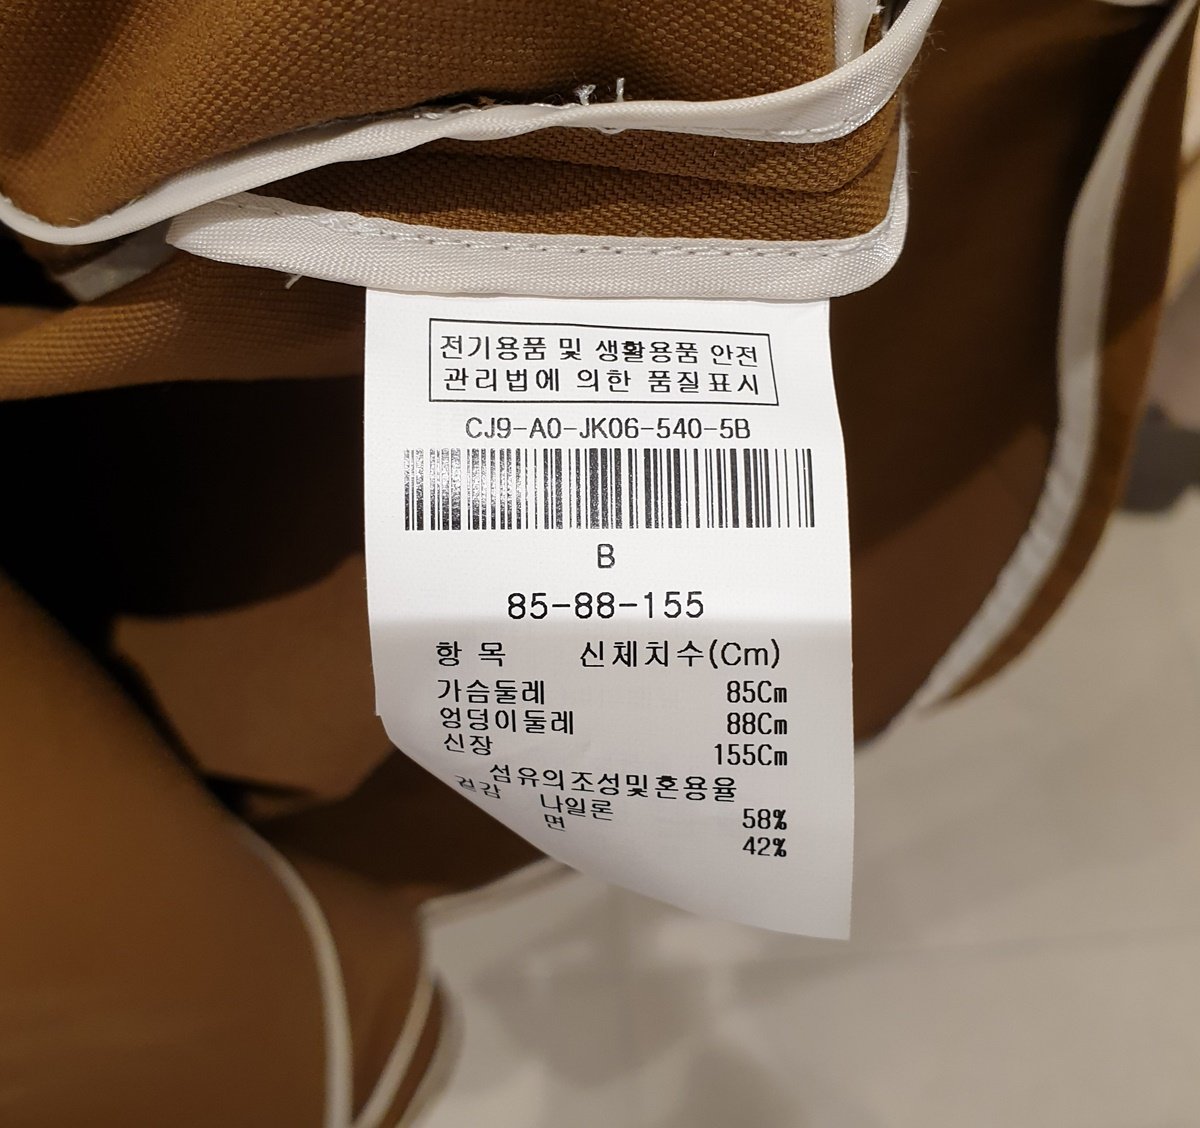 전기용품 및 생활용품 안전
관리법에 의한 품질표시
CJ9-A0-JK06-540-5B
B
85-88-155
항 목 신체치수(Cm)
가슴둘레 85Cm
엉덩이둘레 88Cm
신장 155Cm
섬유의조성및혼용율
겉감 나일론 58%
면 42%